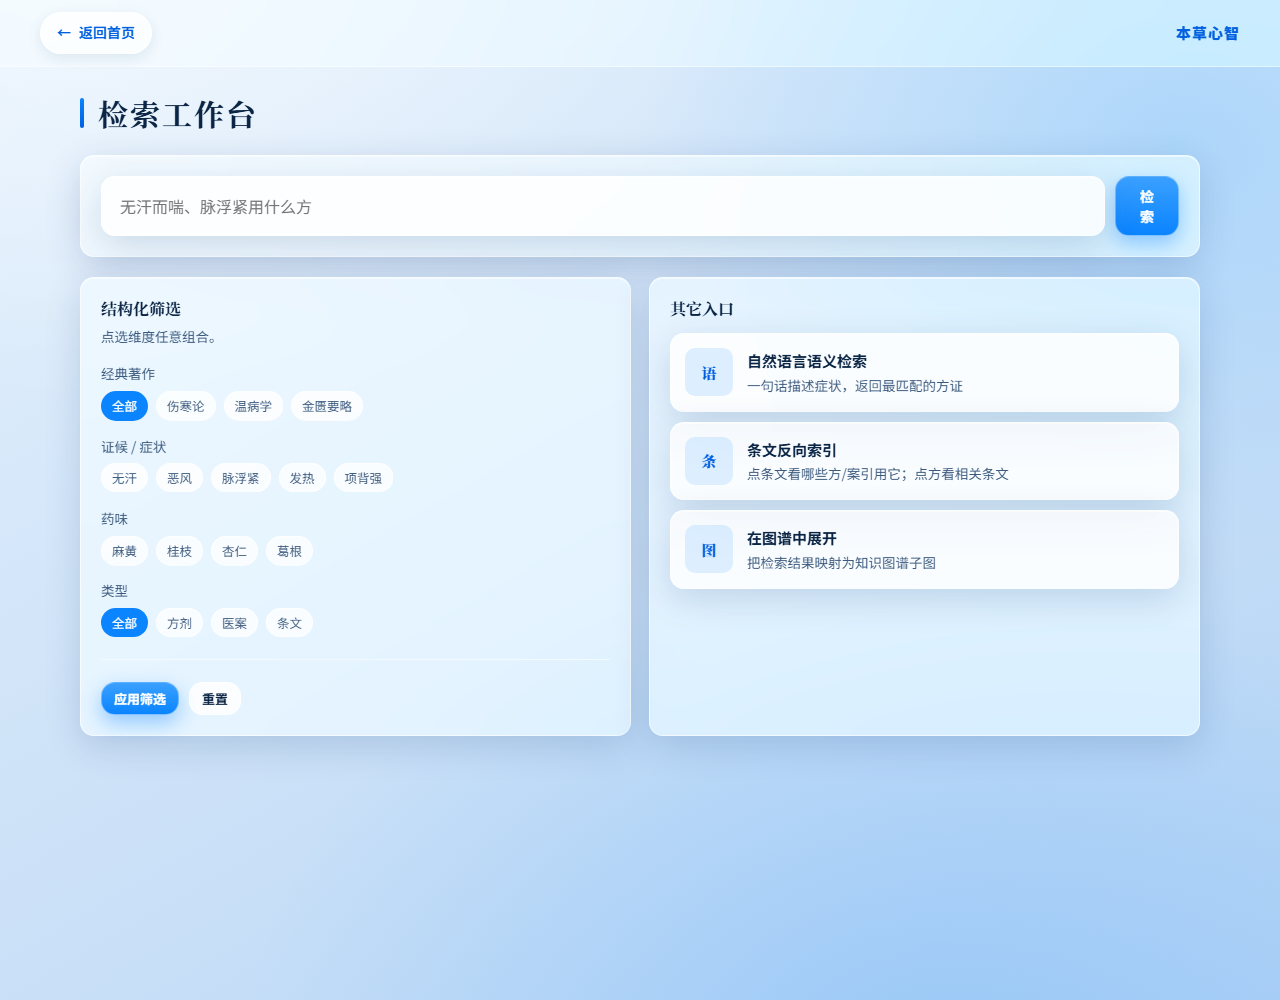 ← 返回首页
本草心智
检索工作台
无汗而喘、脉浮紧用什么方
检
索
结构化筛选
点选维度任意组合。
经典著作
全部 伤寒论 温病学 金匮要略
证候 / 症状
无汗 恶风 脉浮紧 发热 项背强
药味
麻黄 桂枝 杏仁 葛根
类型
全部 方剂 医案 条文
应用筛选 重置
其它入口
语
自然语言语义检索
一句话描述症状，返回最匹配的方证
条
条文反向索引
点条文看哪些方/案引用它；点方看相关条文
图
在图谱中展开
把检索结果映射为知识图谱子图